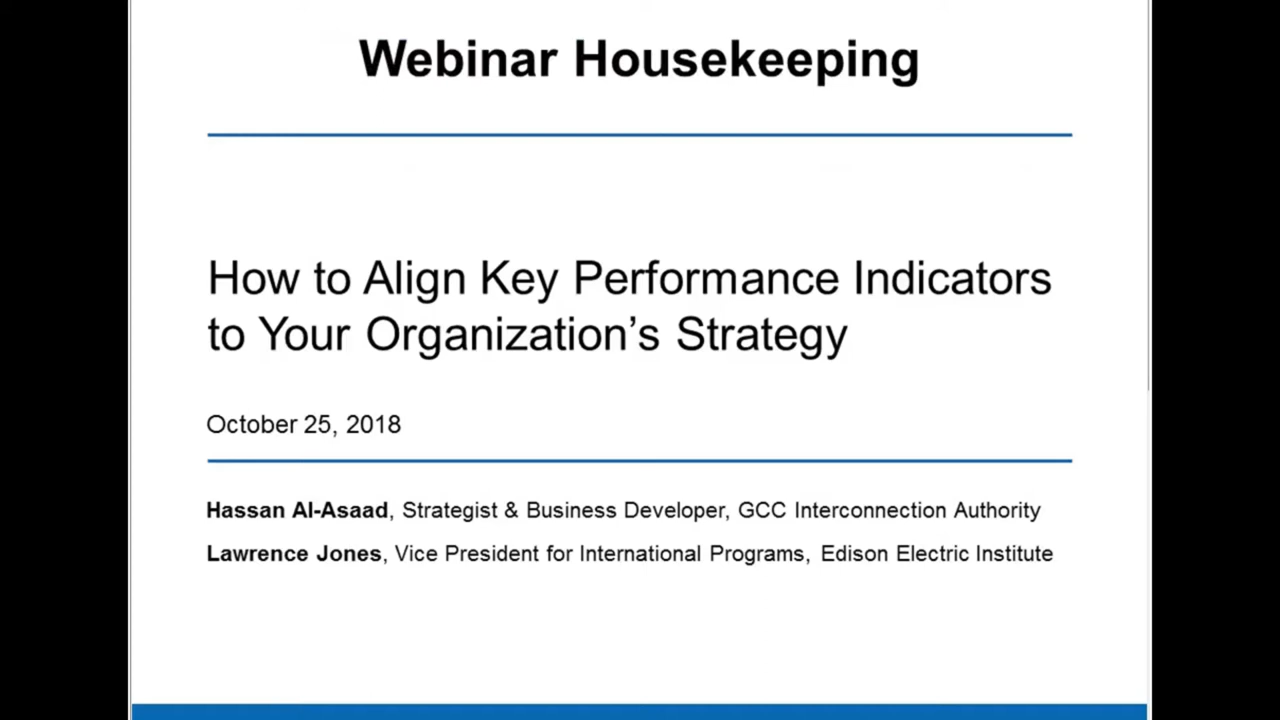 Webinar Housekeeping
How to Align Key Performance Indicators
to Your Organization’s Strategy
October 25, 2018
Hassan Al-Asaad, Strategist & Business Developer, GCC Interconnection Authority
Lawrence Jones, Vice President for International Programs, Edison Electric Institute